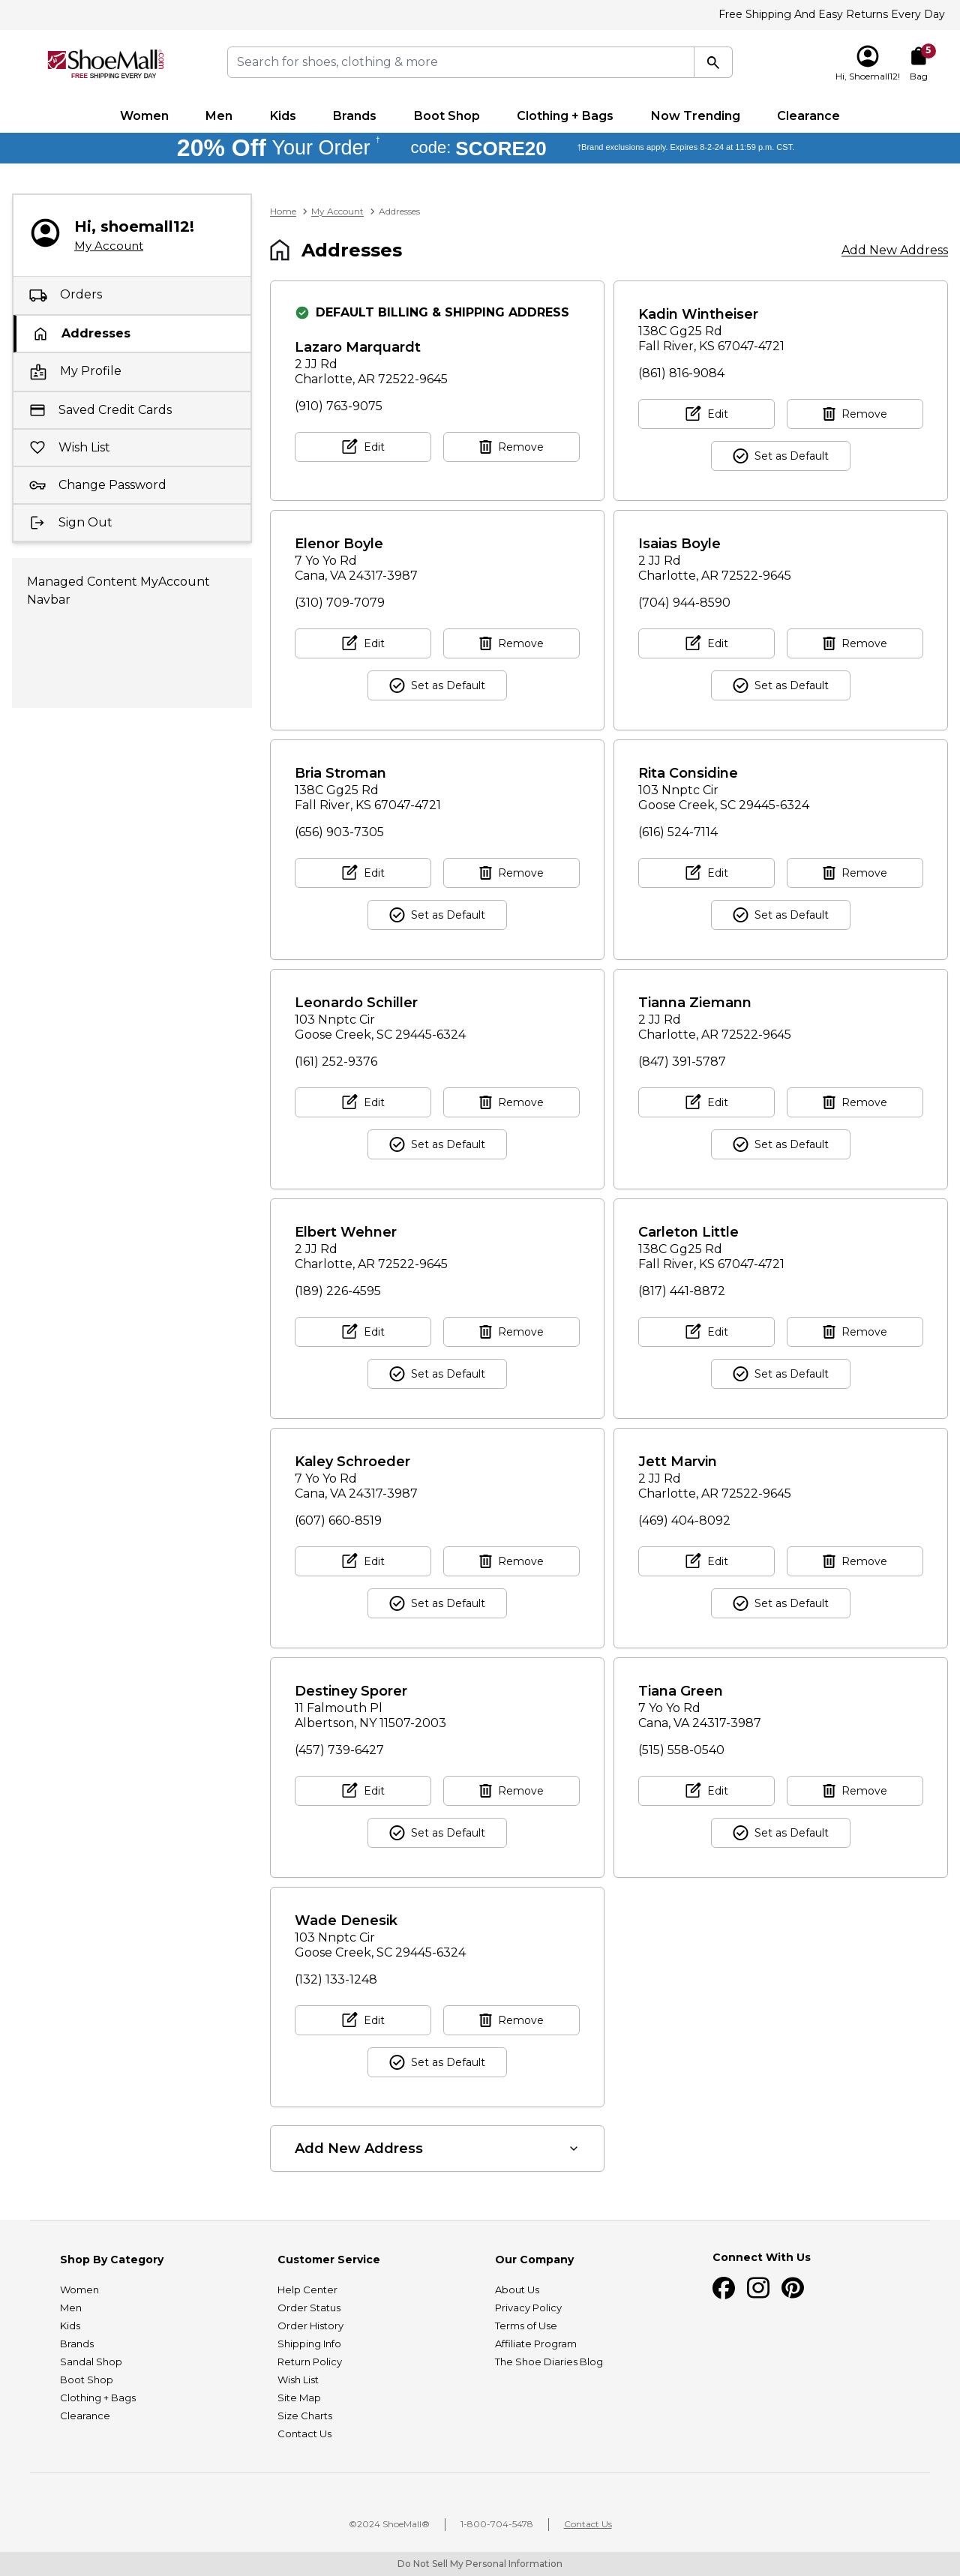 Free Shipping And Easy Returns Every Day
ShoeMall.com
FREE SHIPPING EVERY DAY
Search for shoes, clothing & more
Hi, Shoemall12!
5
Bag
Women Men Kids Brands Boot Shop Clothing + Bags Now Trending Clearance
20% Off Your Order † code: SCORE20 †Brand exclusions apply. Expires 8-2-24 at 11:59 p.m. CST.
Hi, shoemall12!
My Account
Orders
Addresses
My Profile
Saved Credit Cards
Wish List
Change Password
Sign Out
Managed Content MyAccount
Navbar
Home > My Account > Addresses
Addresses
Add New Address
DEFAULT BILLING & SHIPPING ADDRESS
Lazaro Marquardt
2 JJ Rd
Charlotte, AR 72522-9645
(910) 763-9075
Edit Remove
Kadin Wintheiser
138C Gg25 Rd
Fall River, KS 67047-4721
(861) 816-9084
Edit Remove
Set as Default
Elenor Boyle
7 Yo Yo Rd
Cana, VA 24317-3987
(310) 709-7079
Edit Remove
Set as Default
Isaias Boyle
2 JJ Rd
Charlotte, AR 72522-9645
(704) 944-8590
Edit Remove
Set as Default
Bria Stroman
138C Gg25 Rd
Fall River, KS 67047-4721
(656) 903-7305
Edit Remove
Set as Default
Rita Considine
103 Nnptc Cir
Goose Creek, SC 29445-6324
(616) 524-7114
Edit Remove
Set as Default
Leonardo Schiller
103 Nnptc Cir
Goose Creek, SC 29445-6324
(161) 252-9376
Edit Remove
Set as Default
Tianna Ziemann
2 JJ Rd
Charlotte, AR 72522-9645
(847) 391-5787
Edit Remove
Set as Default
Elbert Wehner
2 JJ Rd
Charlotte, AR 72522-9645
(189) 226-4595
Edit Remove
Set as Default
Carleton Little
138C Gg25 Rd
Fall River, KS 67047-4721
(817) 441-8872
Edit Remove
Set as Default
Kaley Schroeder
7 Yo Yo Rd
Cana, VA 24317-3987
(607) 660-8519
Edit Remove
Set as Default
Jett Marvin
2 JJ Rd
Charlotte, AR 72522-9645
(469) 404-8092
Edit Remove
Set as Default
Destiney Sporer
11 Falmouth Pl
Albertson, NY 11507-2003
(457) 739-6427
Edit Remove
Set as Default
Tiana Green
7 Yo Yo Rd
Cana, VA 24317-3987
(515) 558-0540
Edit Remove
Set as Default
Wade Denesik
103 Nnptc Cir
Goose Creek, SC 29445-6324
(132) 133-1248
Edit Remove
Set as Default
Add New Address
Shop By Category
Women
Men
Kids
Brands
Sandal Shop
Boot Shop
Clothing + Bags
Clearance
Customer Service
Help Center
Order Status
Order History
Shipping Info
Return Policy
Wish List
Site Map
Size Charts
Contact Us
Our Company
About Us
Privacy Policy
Terms of Use
Affiliate Program
The Shoe Diaries Blog
Connect With Us
©2024 ShoeMall® | 1-800-704-5478 | Contact Us
Do Not Sell My Personal Information